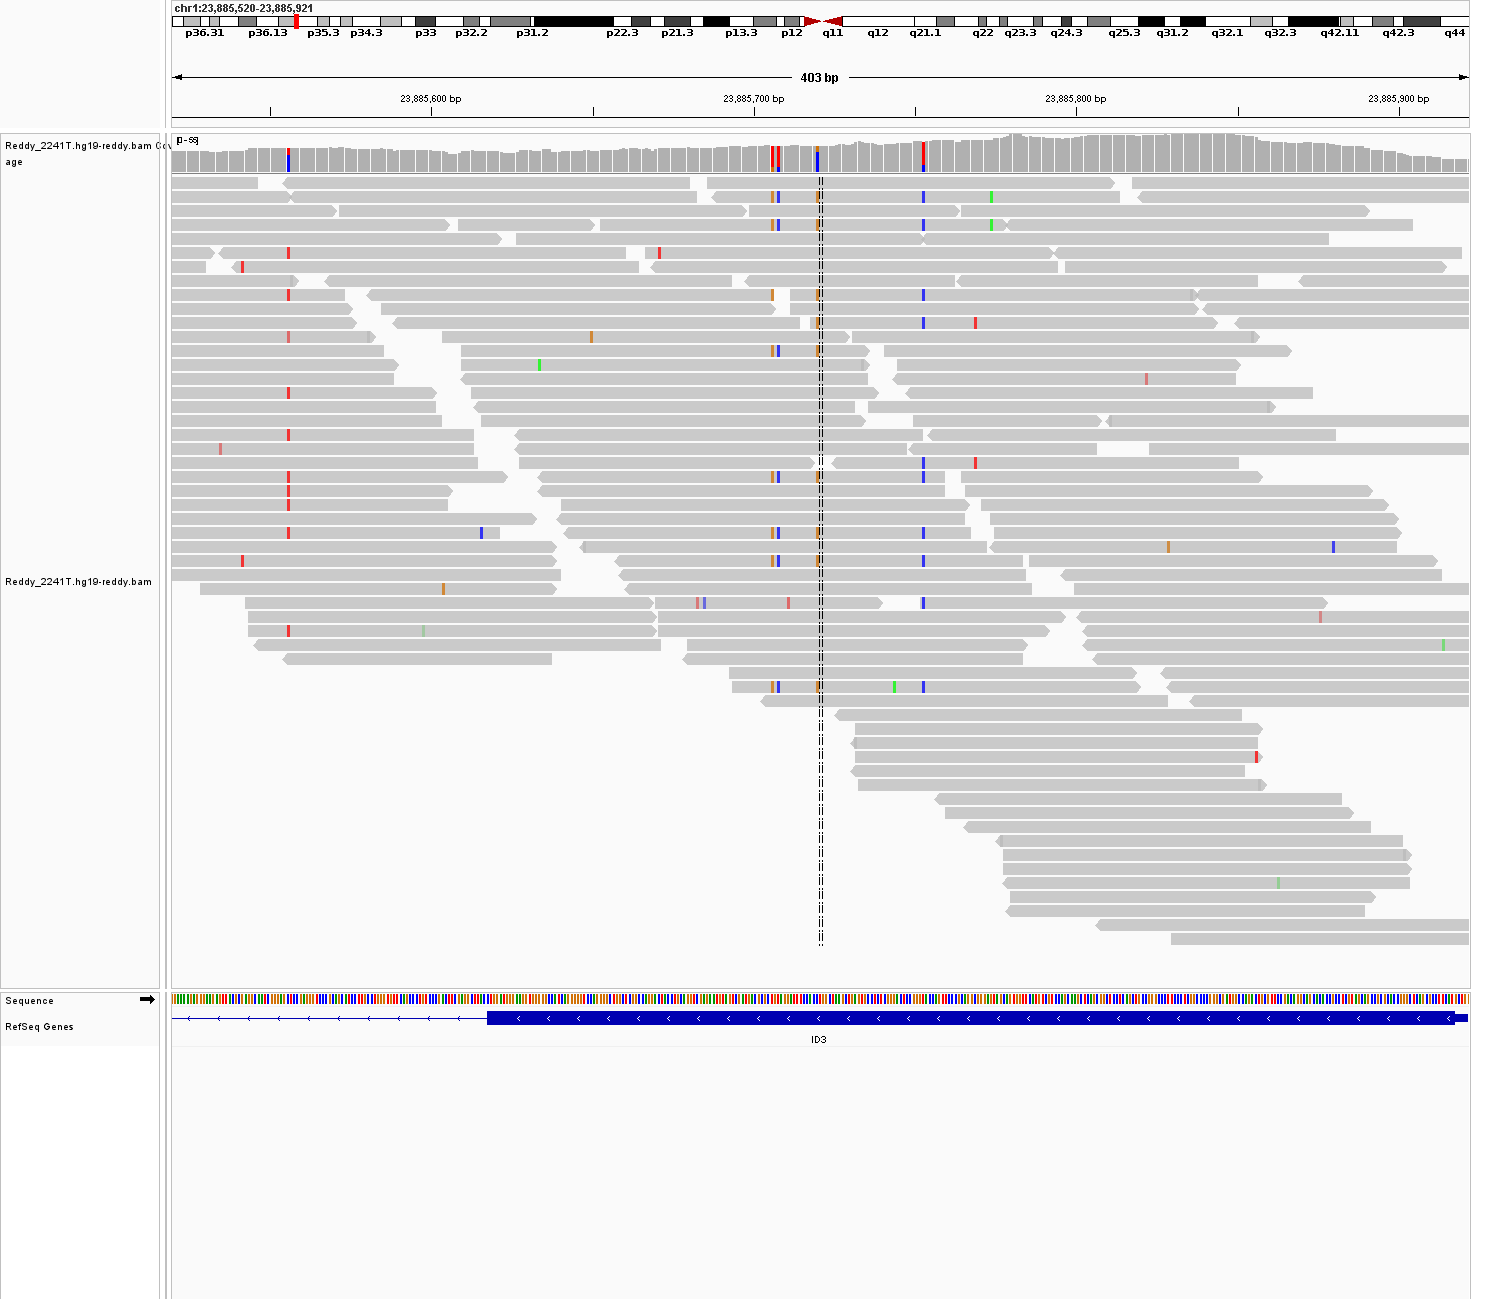 chr1:23,885,520-23,885,921
p36.31 p36.13 p35.3 p34.3 p33 p32.2 p31.2 p22.3 p21.3 p13.3 p12 q11 q12 q21.1 q22 q23.3 q24.3 q25.3 q31.2 q32.1 q32.3 q42.11 q42.3 q44
403 bp
23,885,600 bp 23,885,700 bp 23,885,800 bp 23,885,900 bp
Reddy_2241T.hg19-reddy.bam Cov
age
Reddy_2241T.hg19-reddy.bam
Sequence
RefSeq Genes
ID3